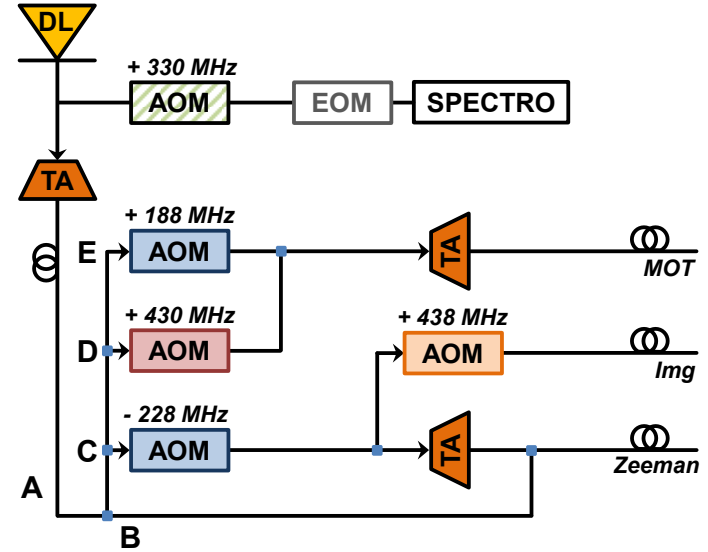 DL
+ 330 MHz
AOM
EOM
SPECTRO
TA
+ 188 MHz
E
AOM
TA
MOT
+ 430 MHz
+ 438 MHz
D
AOM
AOM
Img
- 228 MHz
C
AOM
TA
Zeeman
A
B